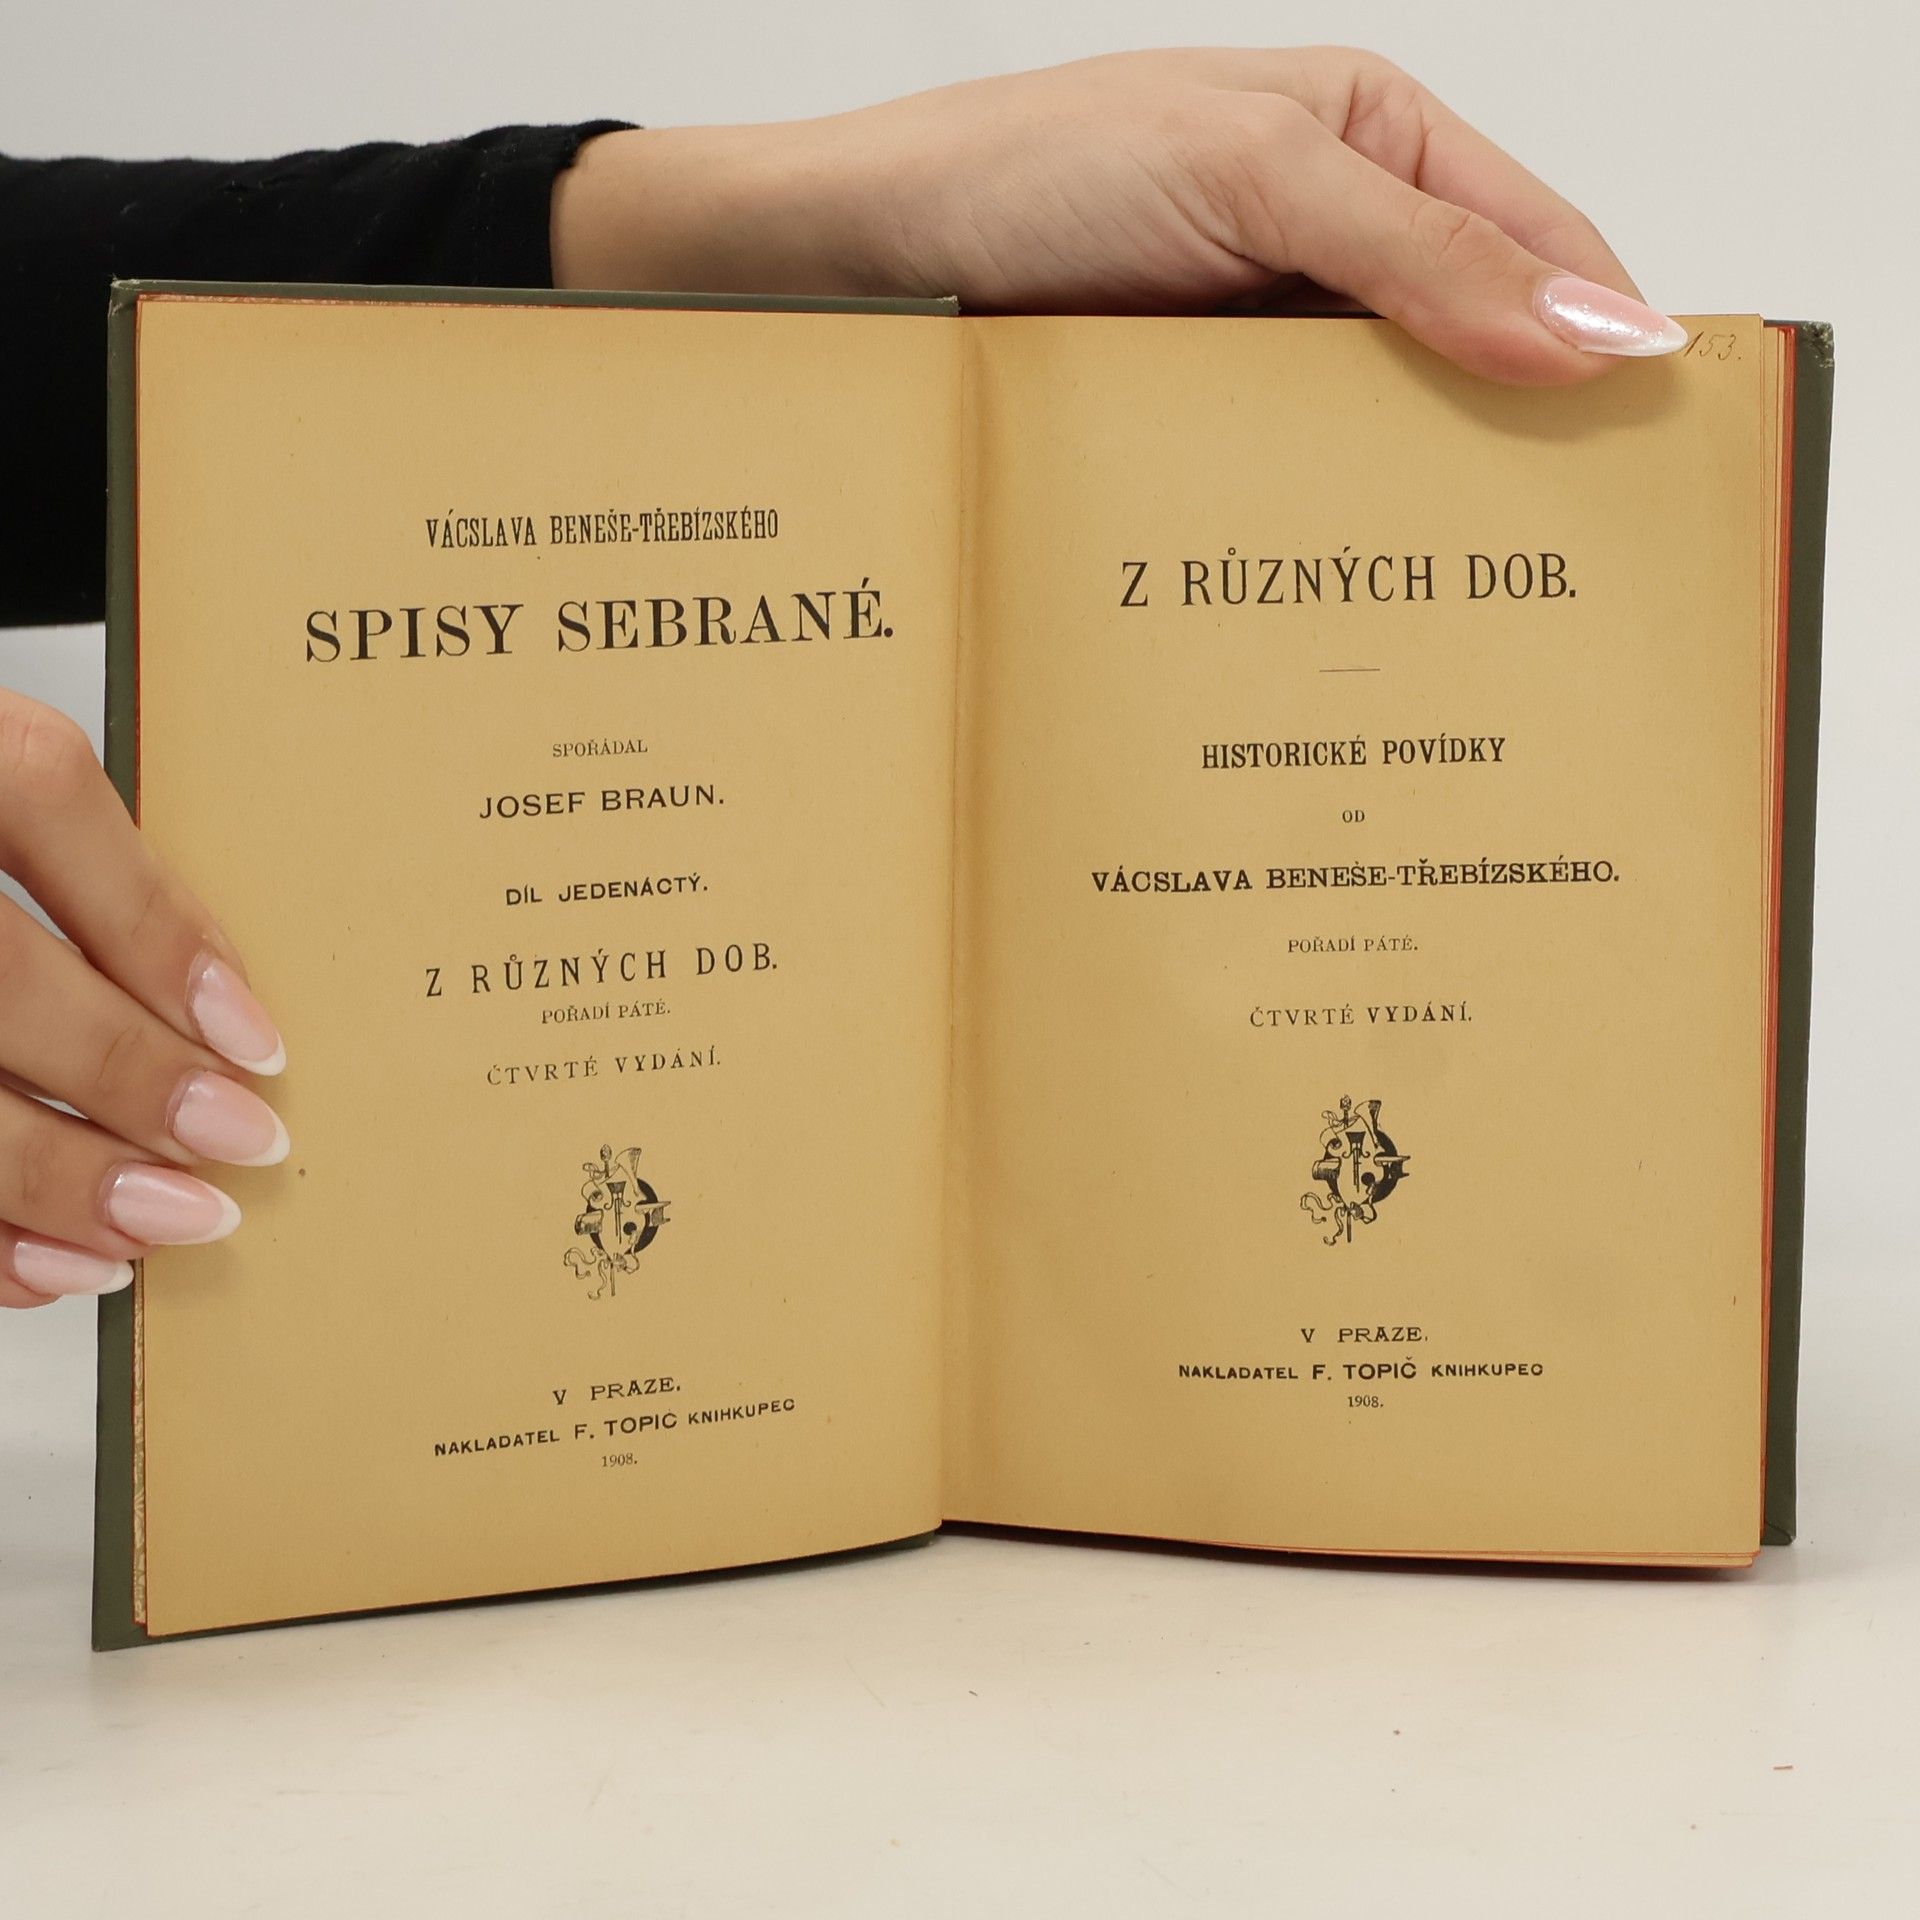 VÁCSLAVA BENEŠE-TŘEBÍZSKÉHO
SPISY SEBRANÉ.
SPOŘÁDAL
JOSEF BRAUN.
DÍL JEDENÁCTÝ.
Z RŮZNÝCH DOB.
POŘADÍ PÁTÉ.
ČTVRTÉ VYDÁNÍ.
V PRAZE.
NAKLADATEL F. TOPIČ KNIHKUPEC
1908.
153.
Z RŮZNÝCH DOB.
HISTORICKÉ POVÍDKY
OD
VÁCSLAVA BENEŠE-TŘEBÍZSKÉHO.
POŘADÍ PÁTÉ.
ČTVRTÉ VYDÁNÍ.
V PRAZE.
NAKLADATEL F. TOPIČ KNIHKUPEC
1908.